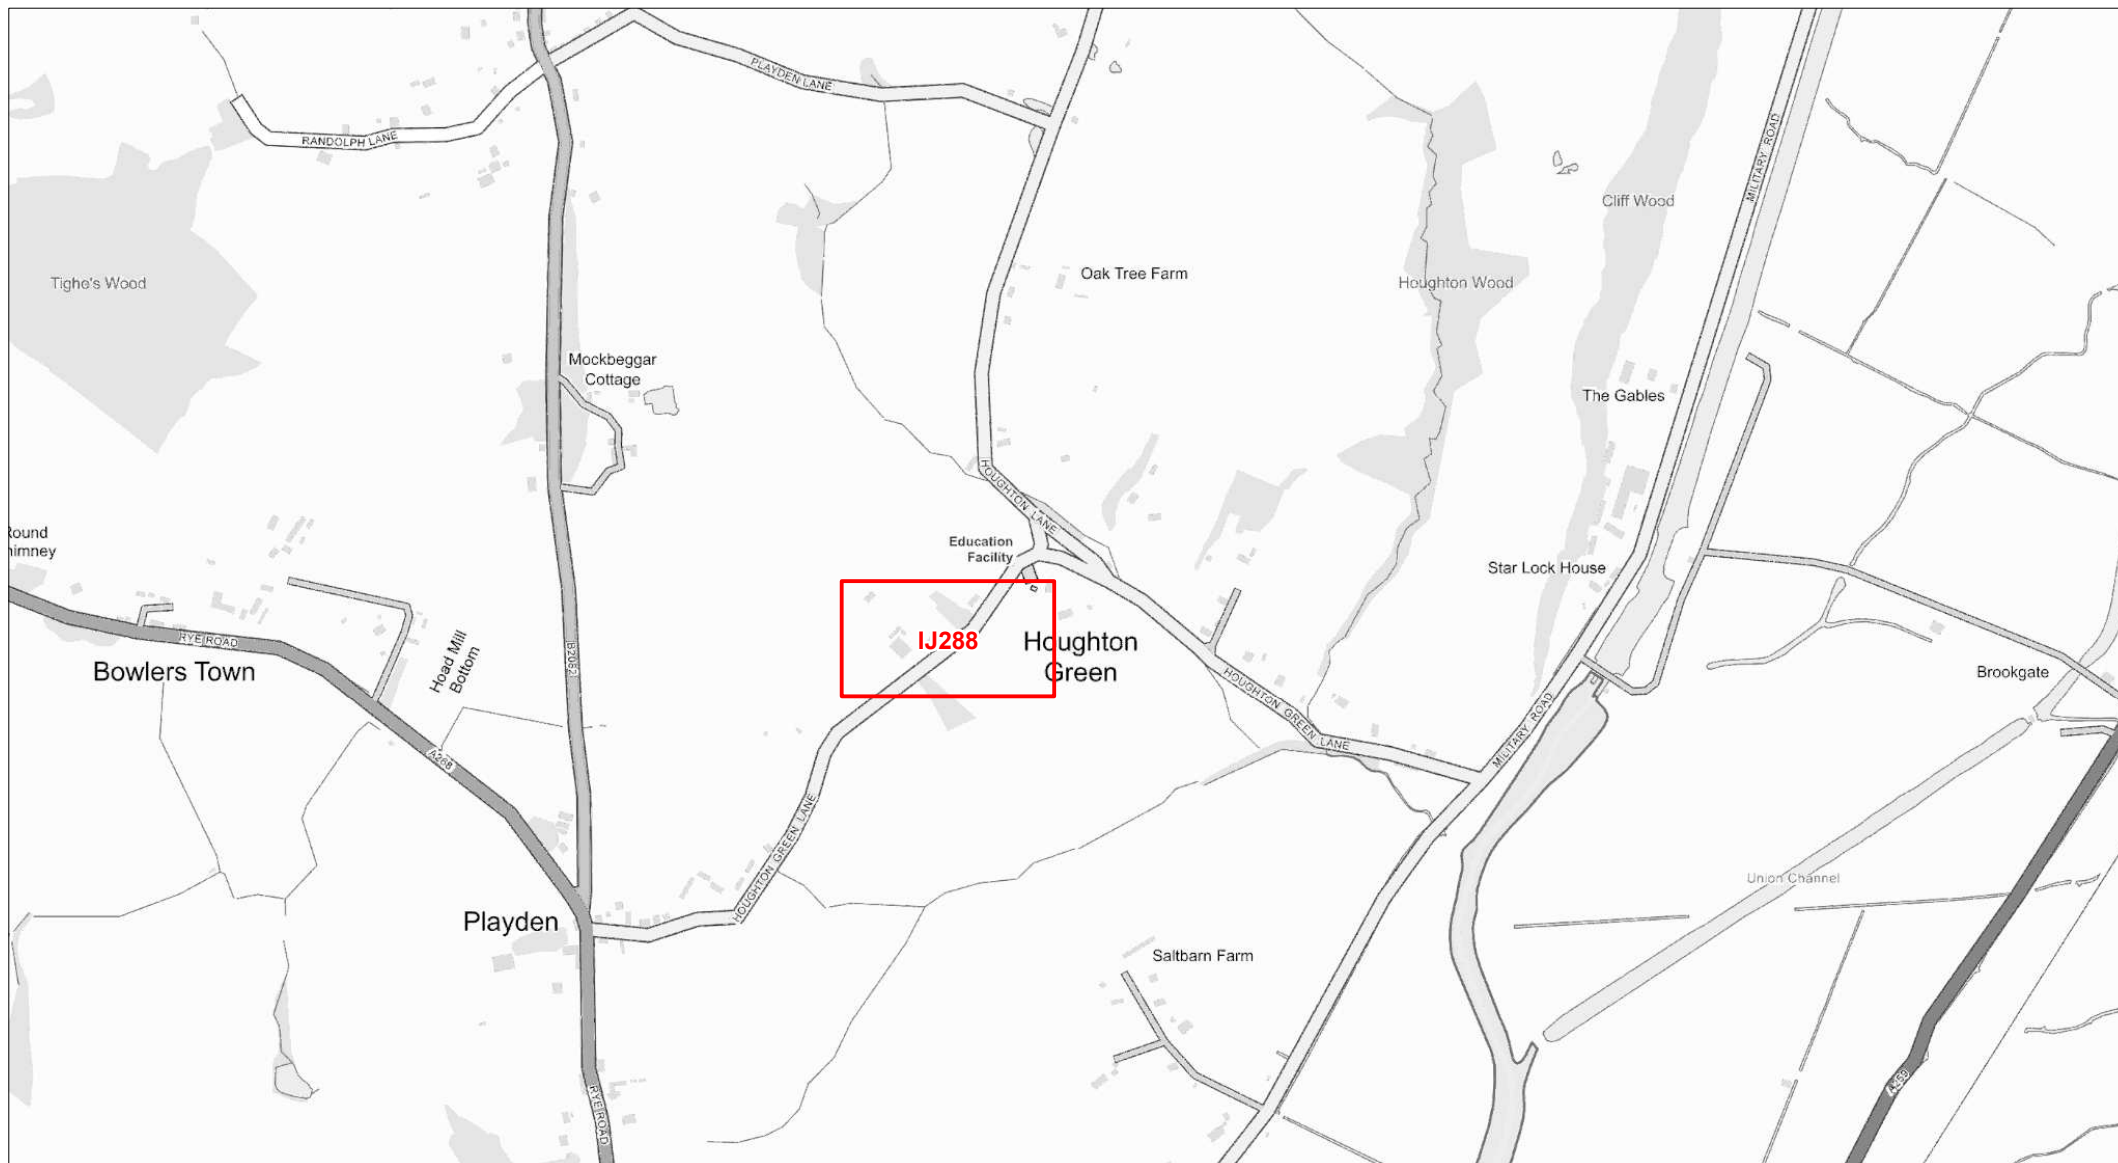 PLAYDEN LANE
RANDOLPH LANE
MILITARY ROAD
Cliff Wood
Tighe's Wood
Oak Tree Farm
Houghton Wood
Mockbeggar
Cottage
The Gables
HOUGHTON LANE
Round
himney
Education
Facility
Star Lock House
RYE ROAD
Bowlers Town
Hoad Mill
Bottom
B2082
IJ288
Houghton
Green
HOUGHTON GREEN LANE
Brookgate
MILITARY ROAD
A268
HOUGHTON GREEN LANE
Union Channel
Playden
Saltbarn Farm
RYE ROAD
A259